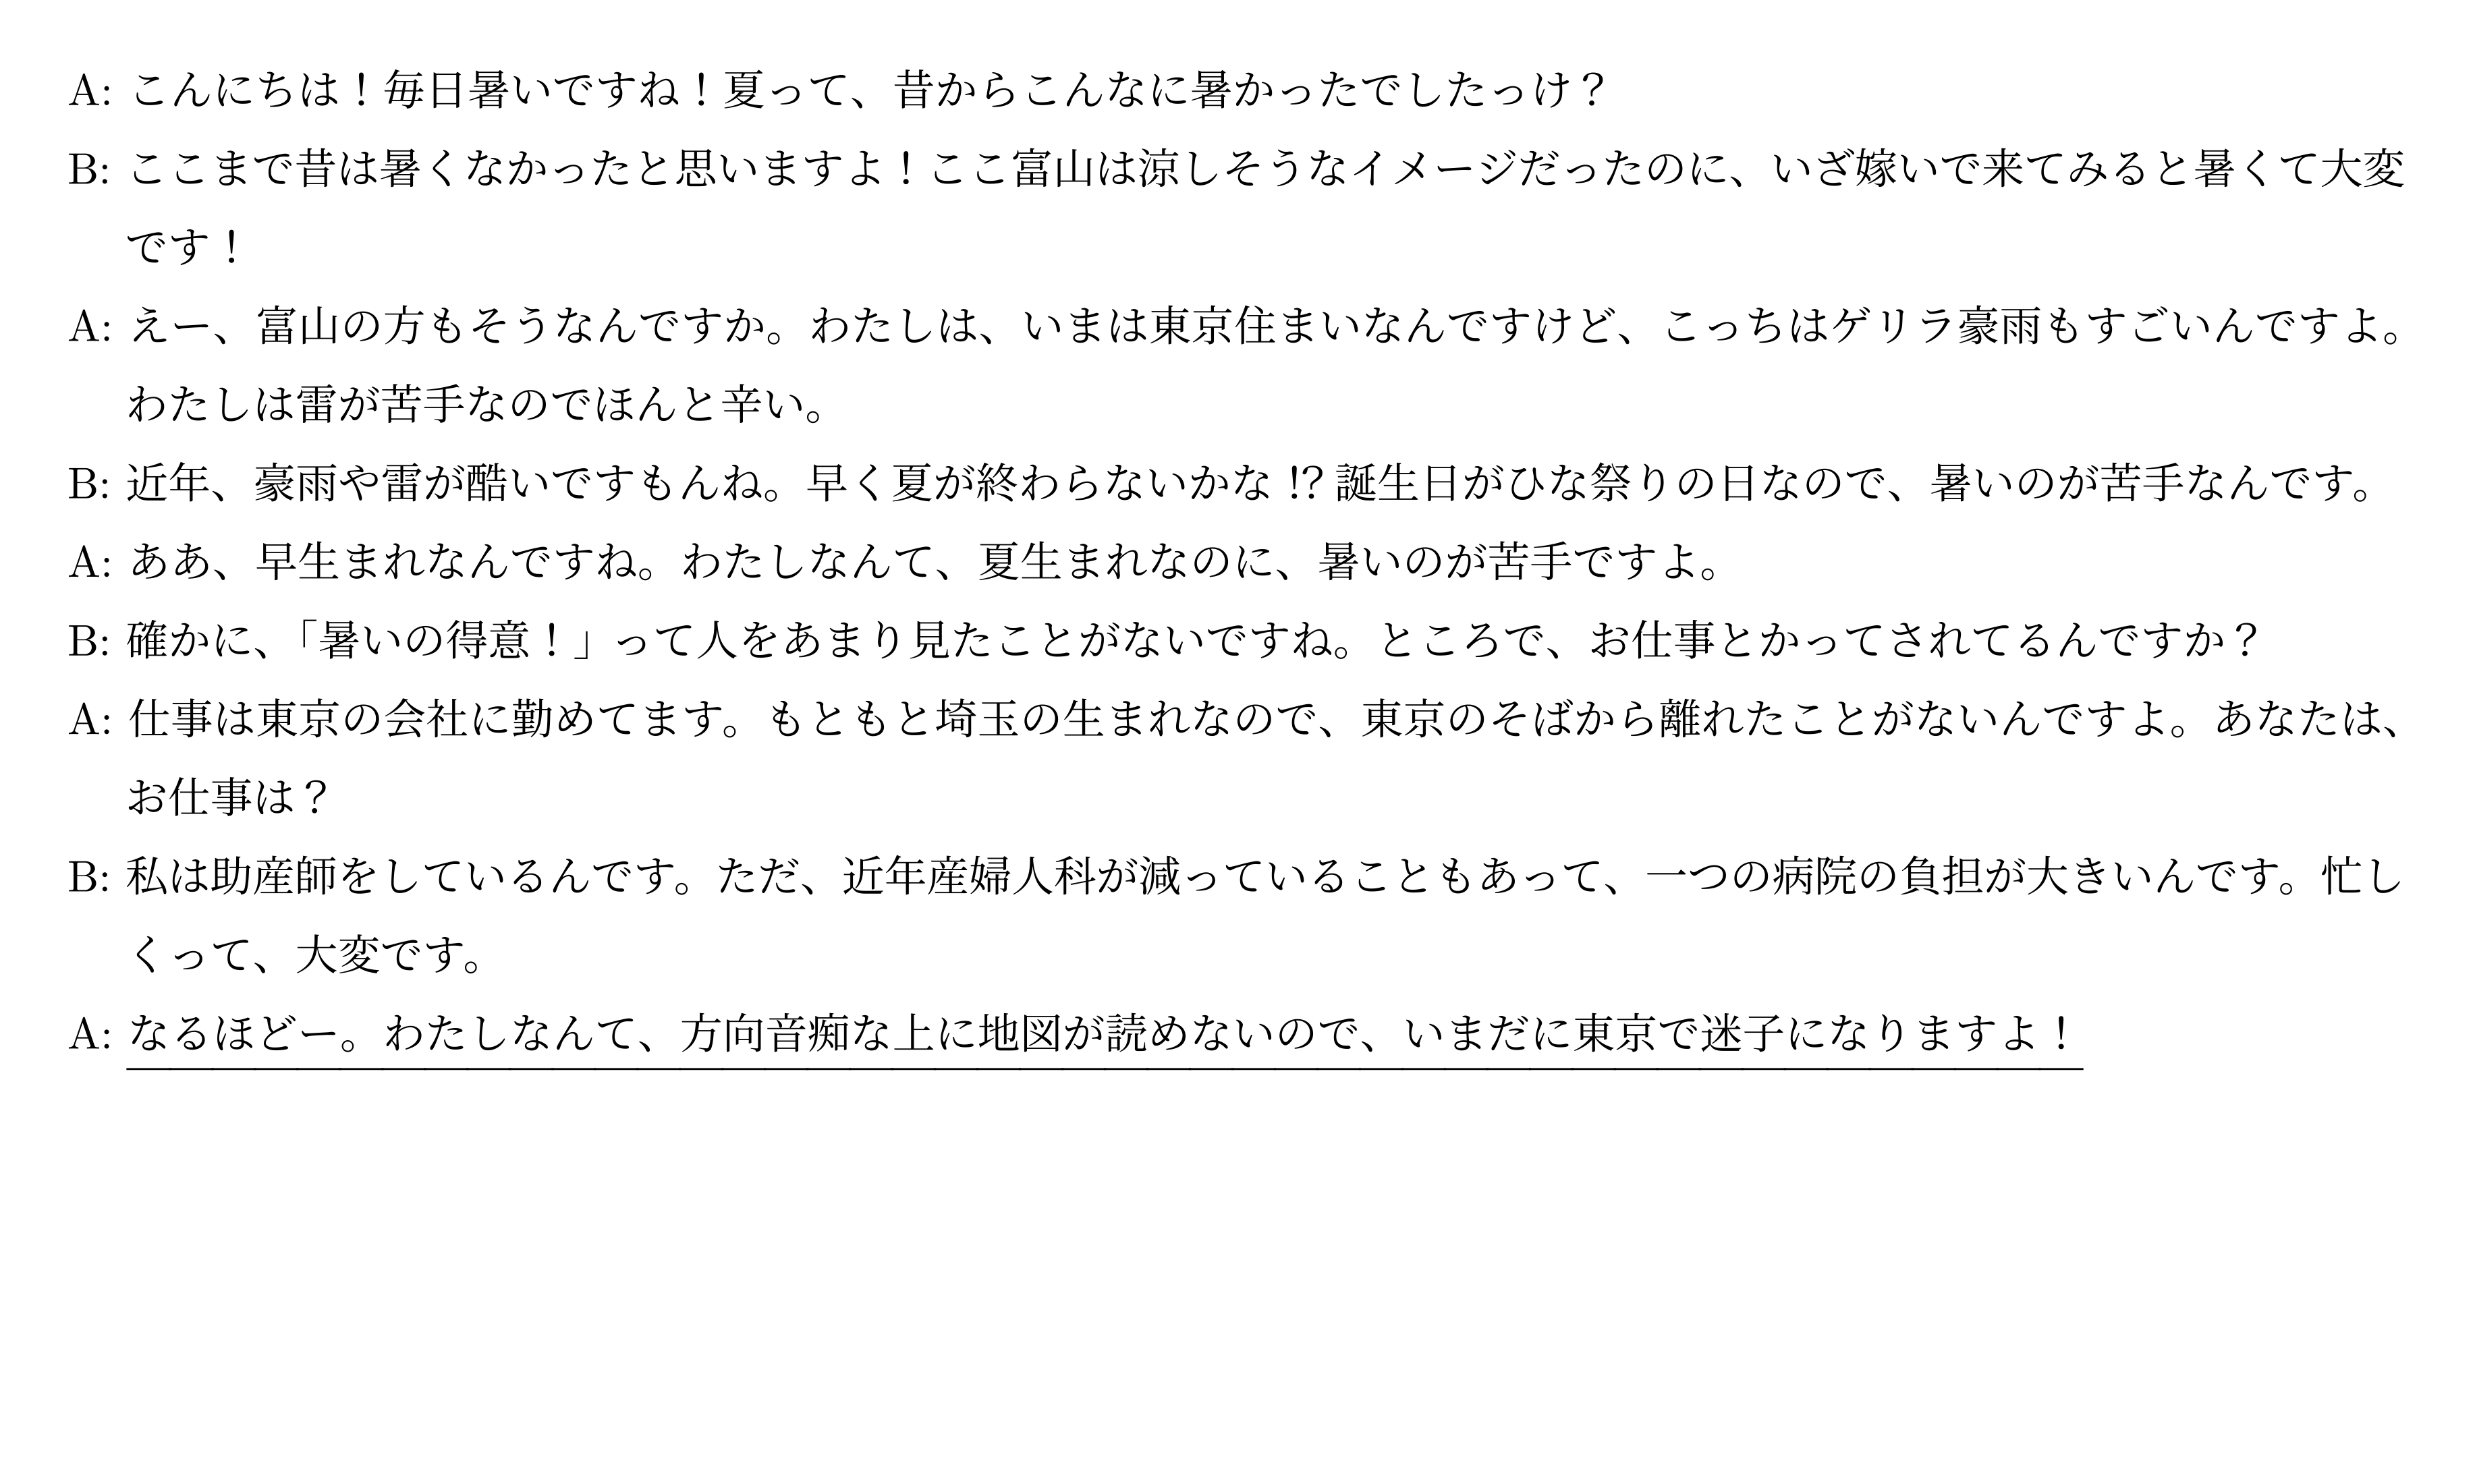 A: こんにちは！毎日暑いですね！夏って、昔からこんなに暑かったでしたっけ？
B: ここまで昔は暑くなかったと思いますよ！ここ富山は涼しそうなイメージだったのに、いざ嫁いで来てみると暑くて大変
です！
A: えー、富山の方もそうなんですか。わたしは、いまは東京住まいなんですけど、こっちはゲリラ豪雨もすごいんですよ。
わたしは雷が苦手なのでほんと辛い。
B: 近年、豪雨や雷が酷いですもんね。早く夏が終わらないかな⁉誕生日がひな祭りの日なので、暑いのが苦手なんです。
A: ああ、早生まれなんですね。わたしなんて、夏生まれなのに、暑いのが苦手ですよ。
B: 確かに、「暑いの得意！」って人をあまり見たことがないですね。ところで、お仕事とかってされてるんですか？
A: 仕事は東京の会社に勤めてます。もともと埼玉の生まれなので、東京のそばから離れたことがないんですよ。あなたは、
お仕事は？
B: 私は助産師をしているんです。ただ、近年産婦人科が減っていることもあって、一つの病院の負担が大きいんです。忙し
くって、大変です。
A: なるほどー。わたしなんて、方向音痴な上に地図が読めないので、いまだに東京で迷子になりますよ！